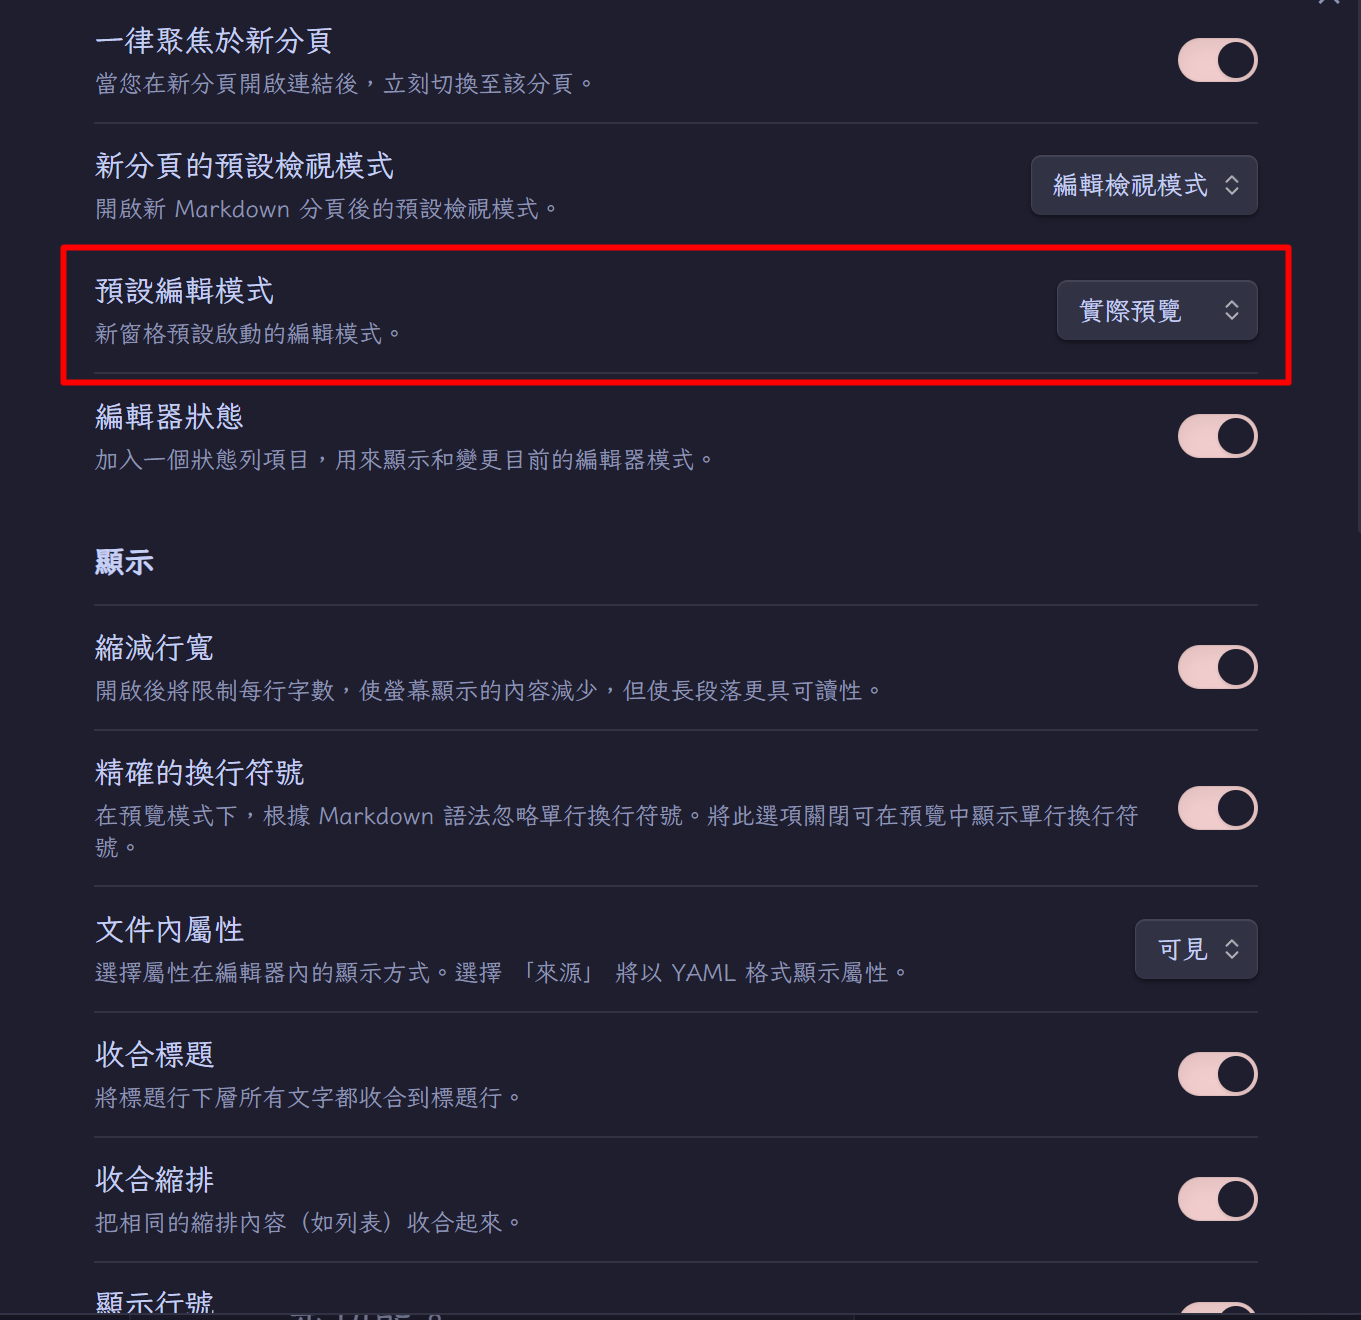 一律聚焦於新分頁
當您在新分頁開啟連結後，立刻切換至該分頁。
新分頁的預設檢視模式
開啟新 Markdown 分頁後的預設檢視模式。
編輯檢視模式
預設編輯模式
新窗格預設啟動的編輯模式。
實際預覽
編輯器狀態
加入一個狀態列項目，用來顯示和變更目前的編輯器模式。
顯示
縮減行寬
開啟後將限制每行字數，使螢幕顯示的內容減少，但使長段落更具可讀性。
精確的換行符號
在預覽模式下，根據 Markdown 語法忽略單行換行符號。將此選項關閉可在預覽中顯示單行換行符
號。
文件內屬性
選擇屬性在編輯器內的顯示方式。選擇 「來源」 將以 YAML 格式顯示屬性。
可見
收合標題
將標題行下層所有文字都收合到標題行。
收合縮排
把相同的縮排內容（如列表）收合起來。
顯示行號